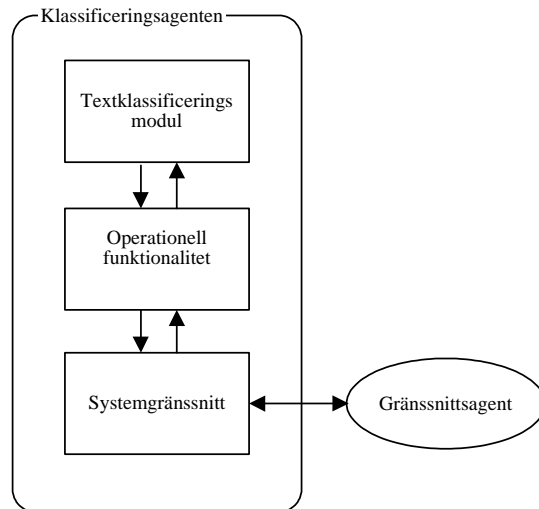 Klassificeringsagenten
Textklassificerings
modul
Operationell
funktionalitet
Systemgränssnitt
Gränssnittsagent